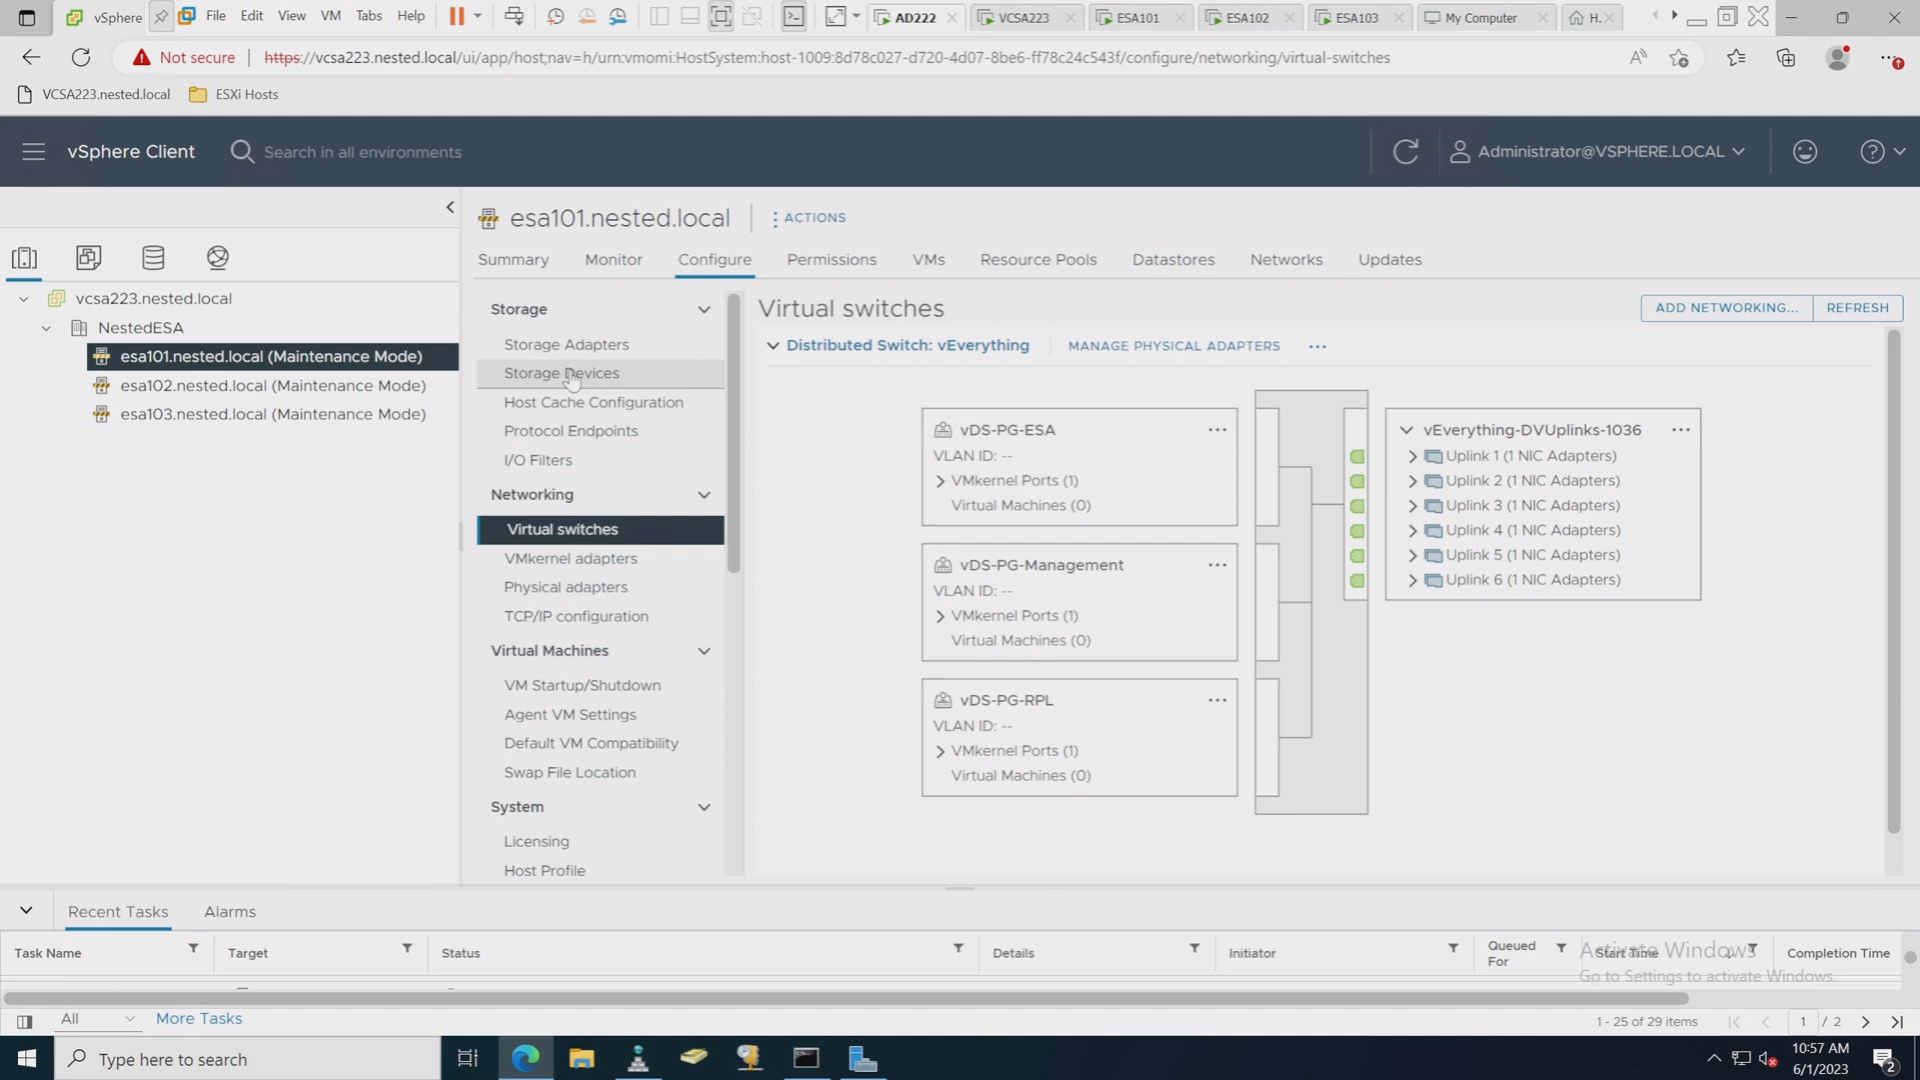 vSphere
File Edit View VM Tabs Help
AD222
VCSA223
ESA101
ESA102
ESA103
My Computer
H.
Not secure
https://vcsa223.nested.local/ui/app/host;nav=h/urn:vmomi:HostSystem:host-1009:8d78c027-d720-4d07-8be6-ff78c24c543f/configure/networking/virtual-switches
VCSA223.nested.local ESXi Hosts
vSphere Client
Search in all environments
Administrator@VSPHERE.LOCAL
vcsa223.nested.local
NestedESA
esa101.nested.local (Maintenance Mode)
esa102.nested.local (Maintenance Mode)
esa103.nested.local (Maintenance Mode)
esa101.nested.local
ACTIONS
Summary Monitor Configure Permissions VMs Resource Pools Datastores Networks Updates
Storage
Storage Adapters
Storage Devices
Host Cache Configuration
Protocol Endpoints
I/O Filters
Networking
Virtual switches
VMkernel adapters
Physical adapters
TCP/IP configuration
Virtual Machines
VM Startup/Shutdown
Agent VM Settings
Default VM Compatibility
Swap File Location
System
Licensing
Host Profile
Virtual switches
ADD NETWORKING... REFRESH
Distributed Switch: vEverything MANAGE PHYSICAL ADAPTERS ...
vDS-PG-ESA ...
VLAN ID: --
VMkernel Ports (1)
Virtual Machines (0)
vDS-PG-Management ...
VLAN ID: --
VMkernel Ports (1)
Virtual Machines (0)
vDS-PG-RPL ...
VLAN ID: --
VMkernel Ports (1)
Virtual Machines (0)
vEverything-DVUplinks-1036 ...
Uplink 1 (1 NIC Adapters)
Uplink 2 (1 NIC Adapters)
Uplink 3 (1 NIC Adapters)
Uplink 4 (1 NIC Adapters)
Uplink 5 (1 NIC Adapters)
Uplink 6 (1 NIC Adapters)
Recent Tasks Alarms
Task Name Target Status Details Initiator Queued For Start Time Completion Time
Activate Windows
Go to Settings to activate Windows.
All More Tasks
1 - 25 of 29 items
1 / 2
Type here to search
10:57 AM
6/1/2023
2